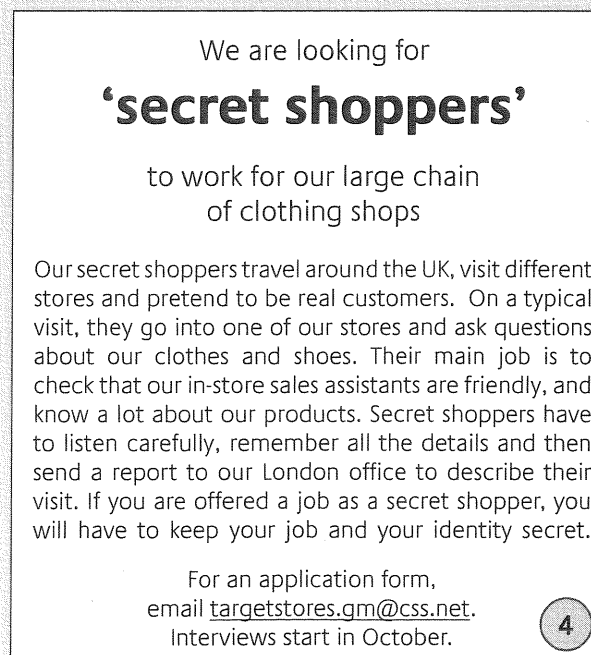 We are looking for
‘secret shoppers’
to work for our large chain
of clothing shops
Our secret shoppers travel around the UK, visit different
stores and pretend to be real customers. On a typical
visit, they go into one of our stores and ask questions
about our clothes and shoes. Their main job is to
check that our in-store sales assistants are friendly, and
know a lot about our products. Secret shoppers have
to listen carefully, remember all the details and then
send a report to our London office to describe their
visit. If you are offered a job as a secret shopper, you
will have to keep your job and your identity secret.
For an application form,
email targetstores.gm@css.net.
Interviews start in October.
4